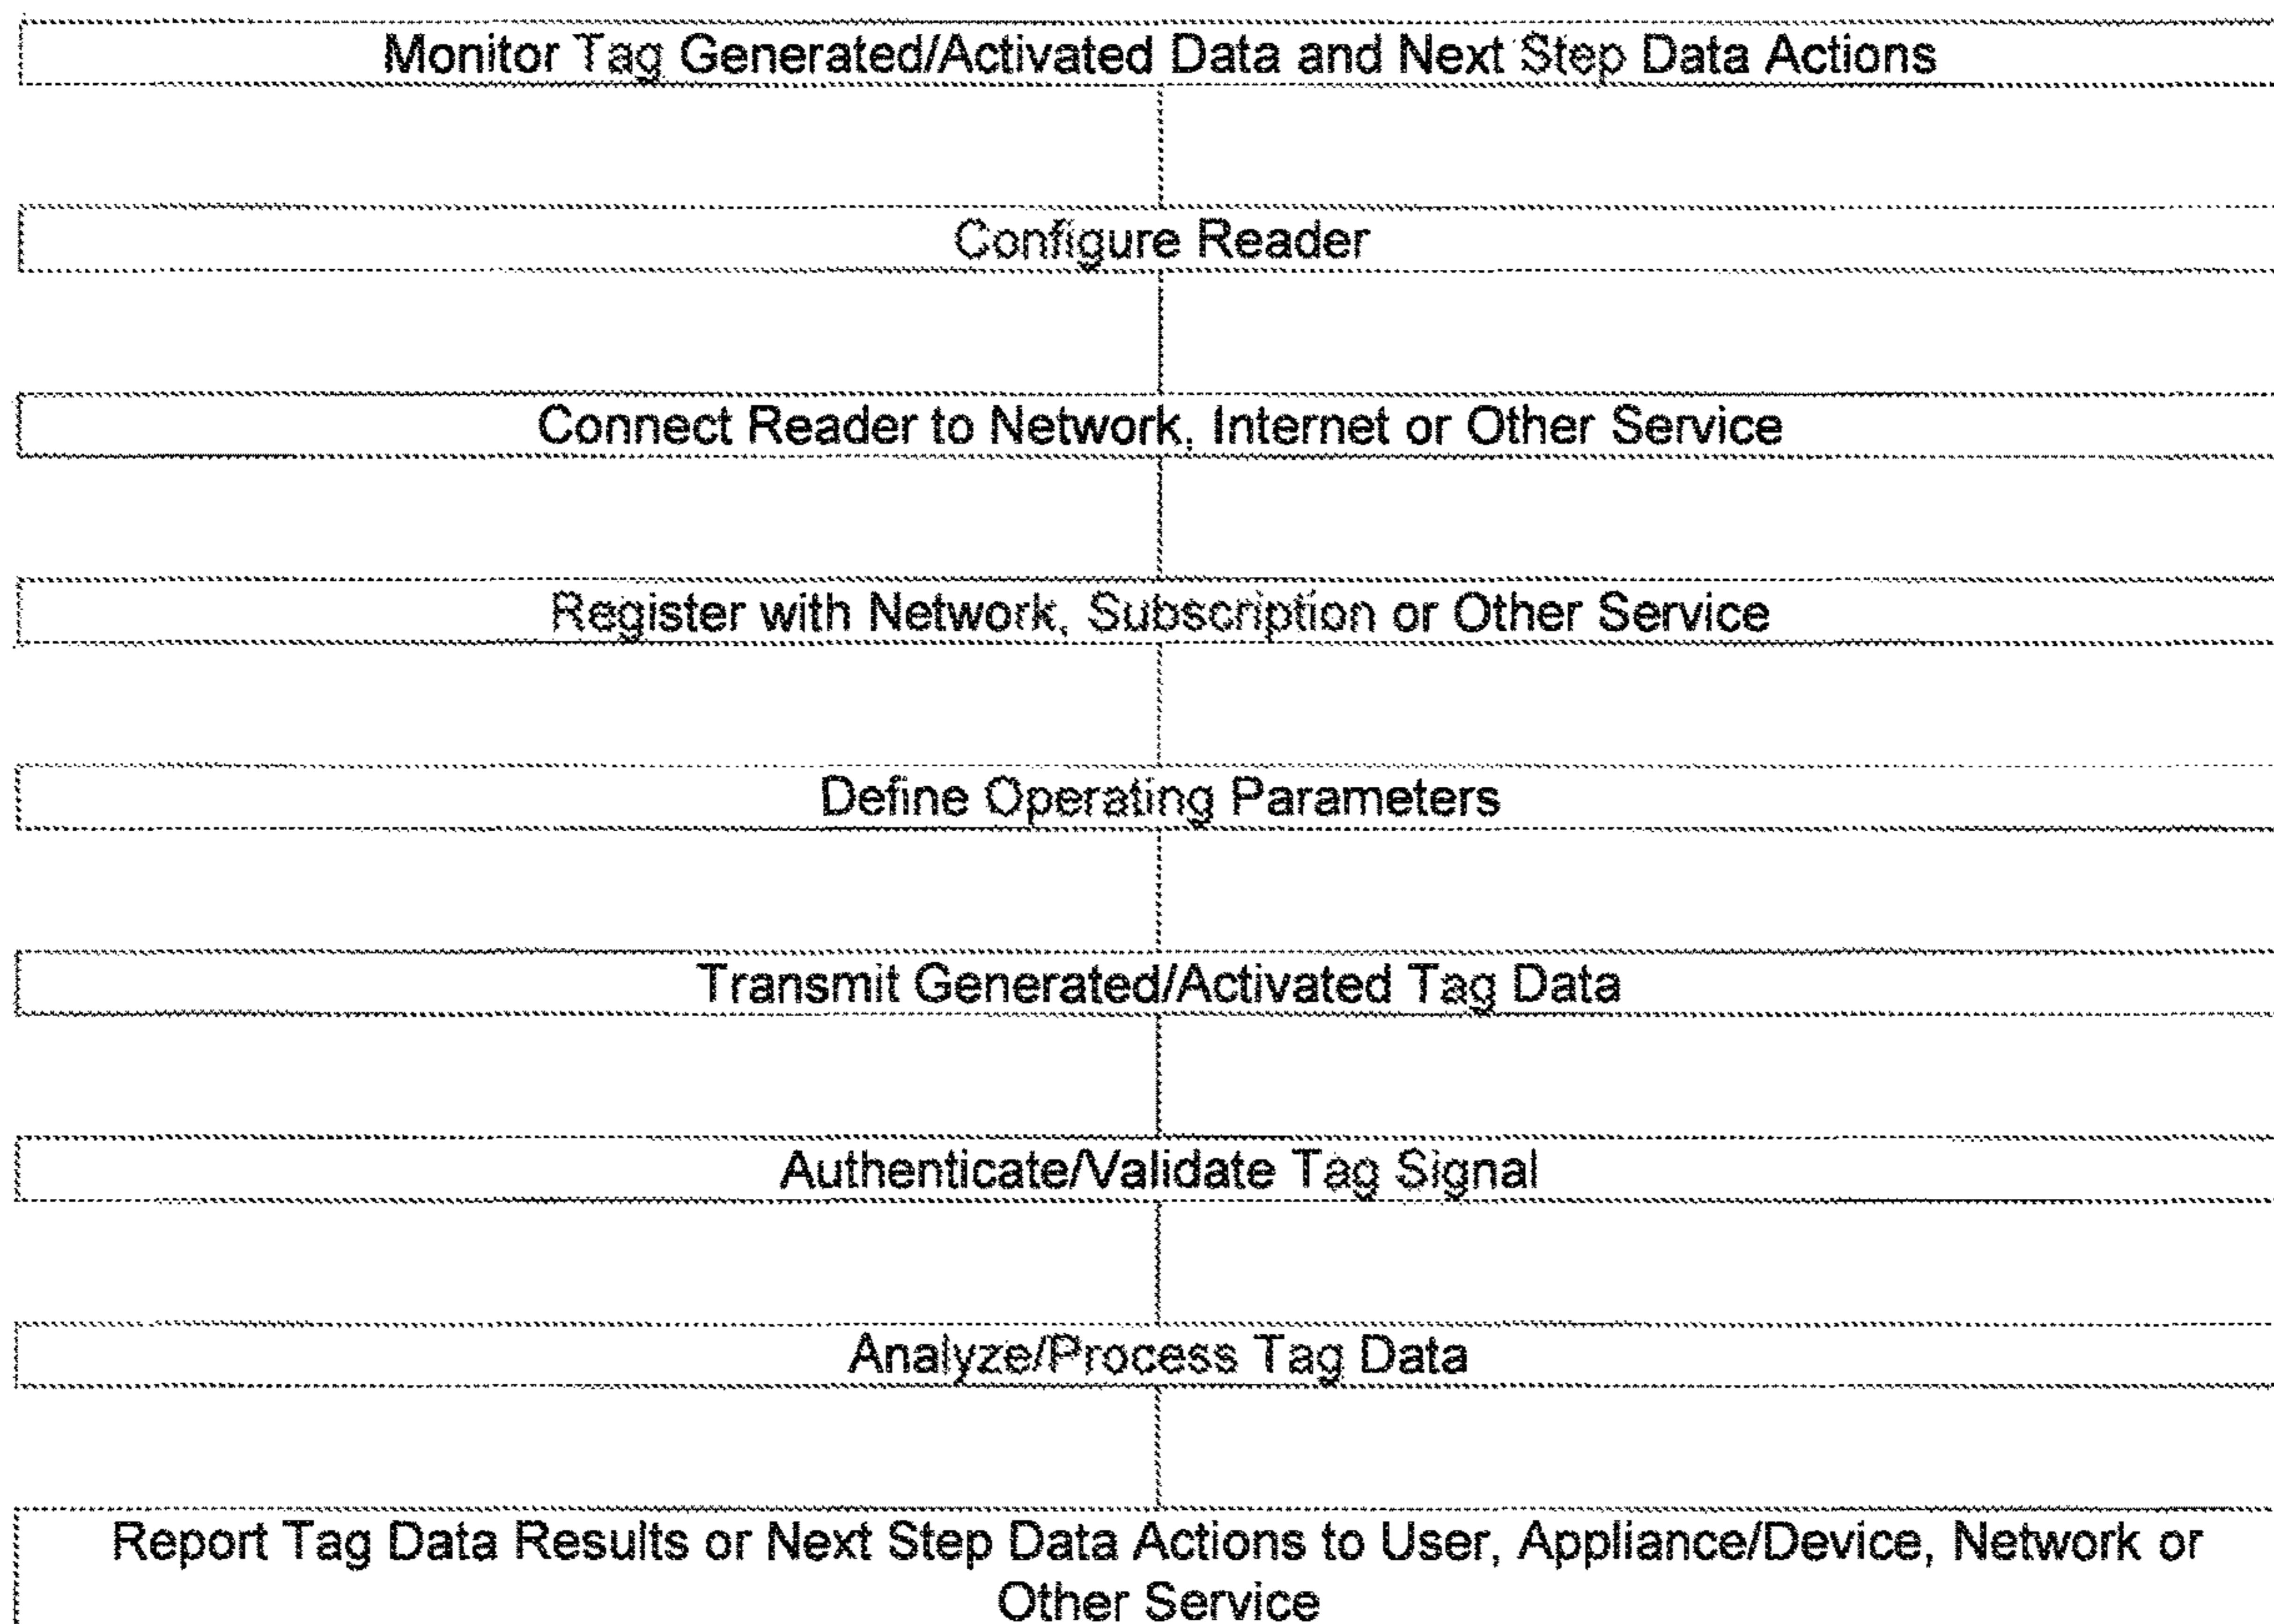 Monitor Tag Generated/Activated Data and Next Step Data Actions
Configure Reader
Connect Reader to Network, Internet or Other Service
Register with Network, Subscription or Other Service
Define Operating Parameters
Transmit Generated/Activated Tag Data
Authenticate/Validate Tag Signal
Analyze/Process Tag Data
Report Tag Data Results or Next Step Data Actions to User, Appliance/Device, Network or
Other Service